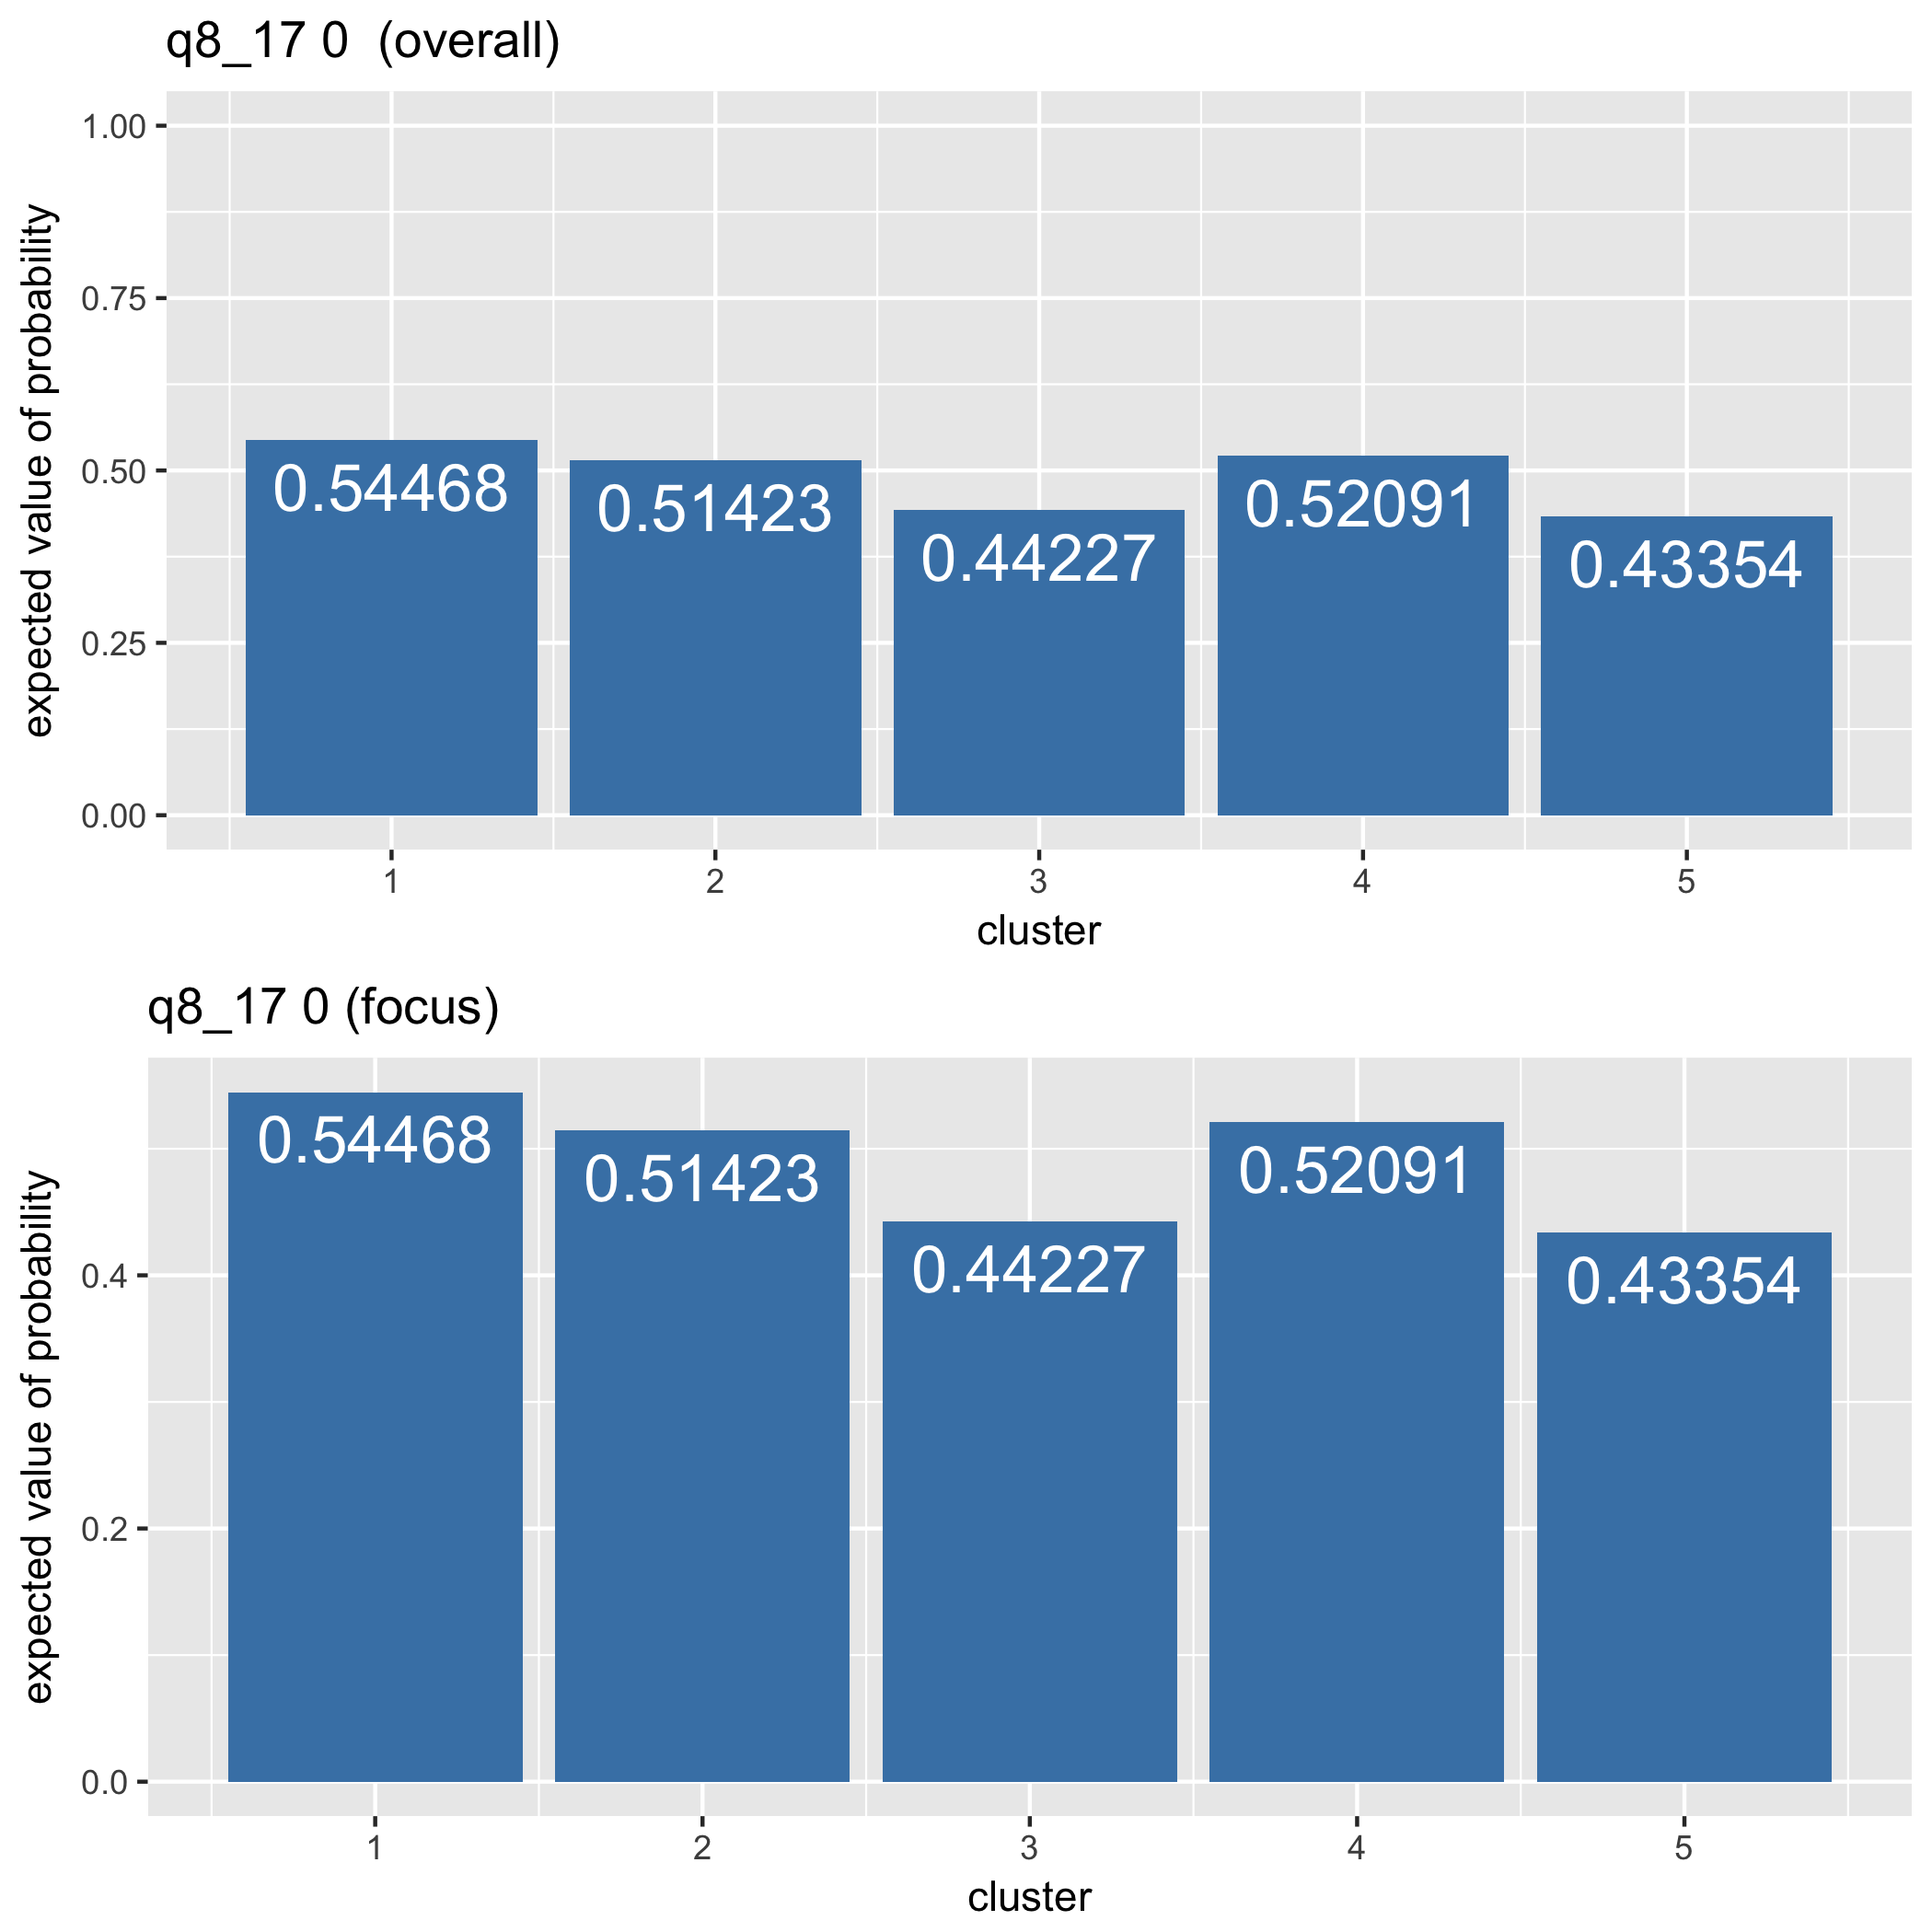 q8_17 0 (overall)
expected value of probability
1.00
0.75
0.50
0.25
0.00
0.54468
0.51423
0.44227
0.52091
0.43354
1 2 3 4 5
cluster
q8_17 0 (focus)
expected value of probability
0.4
0.2
0.0
0.54468
0.51423
0.44227
0.52091
0.43354
1 2 3 4 5
cluster